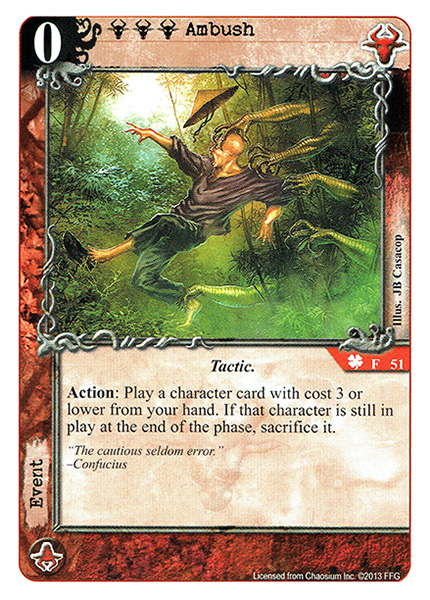 0
Ambush
Illus. JB Casacop
F 51
Tactic.
Action: Play a character card with cost 3 or
lower from your hand. If that character is still in
play at the end of the phase, sacrifice it.
"The cautious seldom error."
–Confucius
Event
Licensed from Chaosium Inc. ©2013 FFG